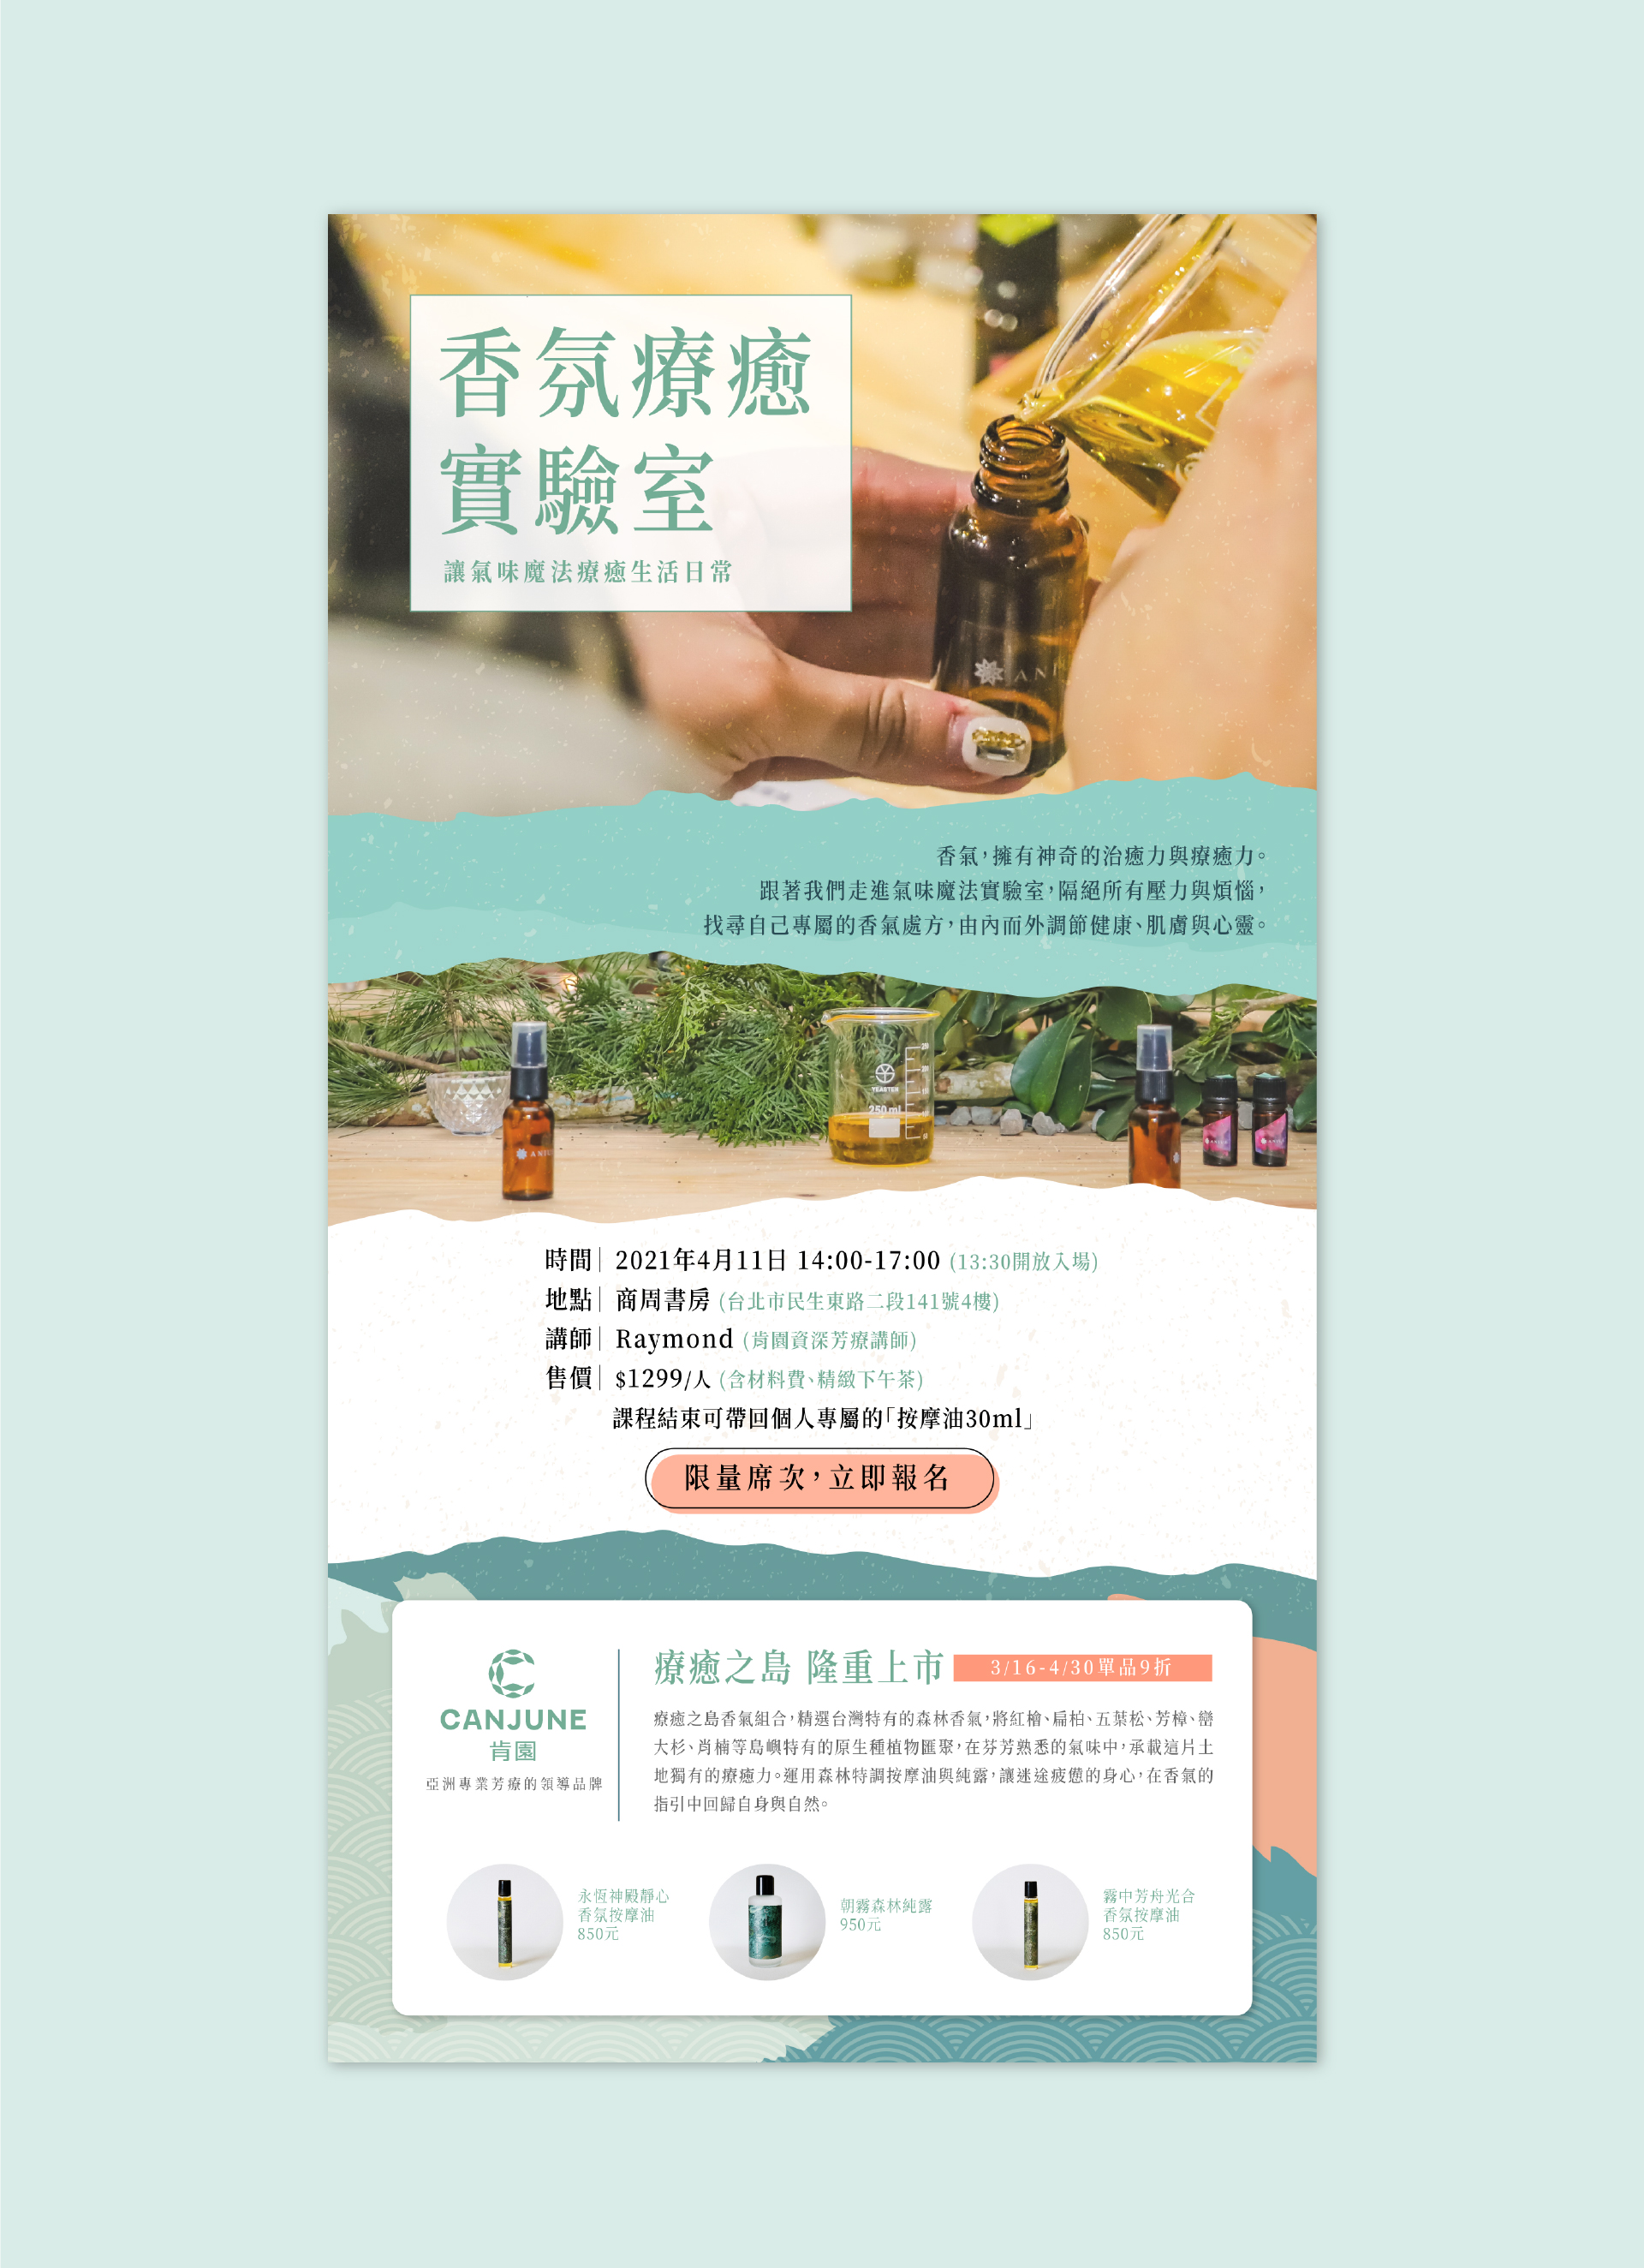 香氛療癒
實驗室
讓氣味魔法療癒生活日常
香氣，擁有神奇的治癒力與療癒力。
跟著我們走進氣味魔法實驗室，隔絕所有壓力與煩惱，
找尋自己專屬的香氣處方，由內而外調節健康、肌膚與心靈。
250ml
時間｜2021年4月11日 14:00-17:00 (13:30開放入場)
地點｜商周書房 (台北市民生東路二段141號4樓)
講師｜Raymond (肯園資深芳療講師)
售價｜$1299/人 (含材料費、精緻下午茶)
課程結束可帶回個人專屬的「按摩油30ml」
限量席次，立即報名
CANJUNE
肯園
亞洲專業芳療的領導品牌
療癒之島 隆重上市 3/16-4/30單品9折
療癒之島香氣組合，精選台灣特有的森林香氣，將紅檜、扁柏、五葉松、芳樟、巒
大杉、肖楠等島嶼特有的原生種植物匯聚，在芬芳熟悉的氣味中，承載這片土
地獨有的療癒力。運用森林特調按摩油與純露，讓迷途疲憊的身心，在香氣的
指引中回歸自身與自然。
永恆神殿靜心
香氛按摩油
850元
朝霧森林純露
950元
霧中芳舟光合
香氛按摩油
850元